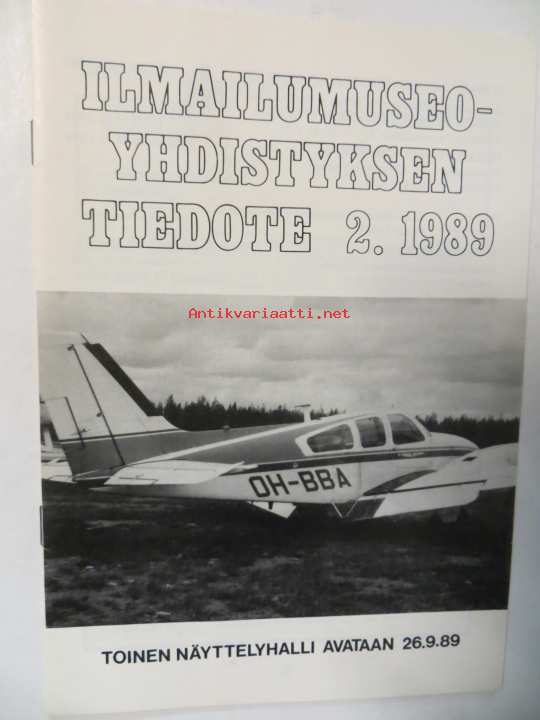 ILMAILUMUSEO-
YHDISTYKSEN
TIEDOTE 2. 1989
Antikvariaatti.net
OH-BBA
TOINEN NÄYTTELYHALLI AVATAAN 26.9.89